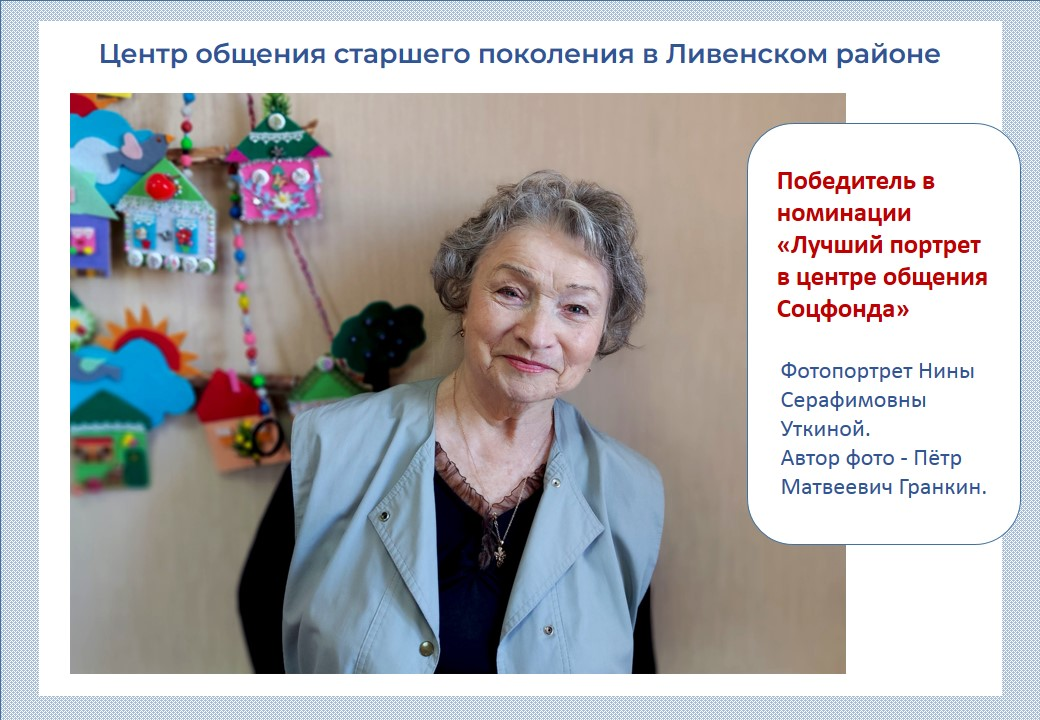 Центр общения старшего поколения в Ливенском районе
Победитель в
номинации
«Лучший портрет
в центре общения
Соцфонда»
Фотопортрет Нины
Серафимовны
Уткиной.
Автор фото - Пётр
Матвеевич Гранкин.